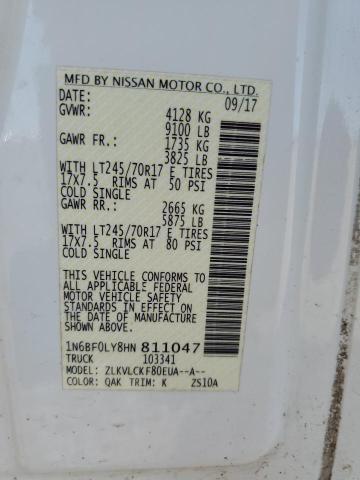 MFD BY NISSAN MOTOR CO., LTD.
DATE: 09/17
GVWR: 4128 KG
9100 LB
GAWR FR.: 1735 KG
3825 LB
WITH LT245/70R17 E TIRES
17X7.5 RIMS AT 50 PSI
COLD SINGLE
GAWR RR.: 2665 KG
5875 LB
WITH LT245/70R17 E TIRES
17X7.5 RIMS AT 80 PSI
COLD SINGLE
THIS VEHICLE CONFORMS TO
ALL APPLICABLE FEDERAL
MOTOR VEHICLE SAFETY
STANDARDS IN EFFECT ON
THE DATE OF MANUFACTURE
SHOWN ABOVE.
1N6BF0LY8HN 811047
TRUCK 103341
MODEL: ZLKVLCKF80EUA--A--
COLOR: QAK TRIM: K ZS10A